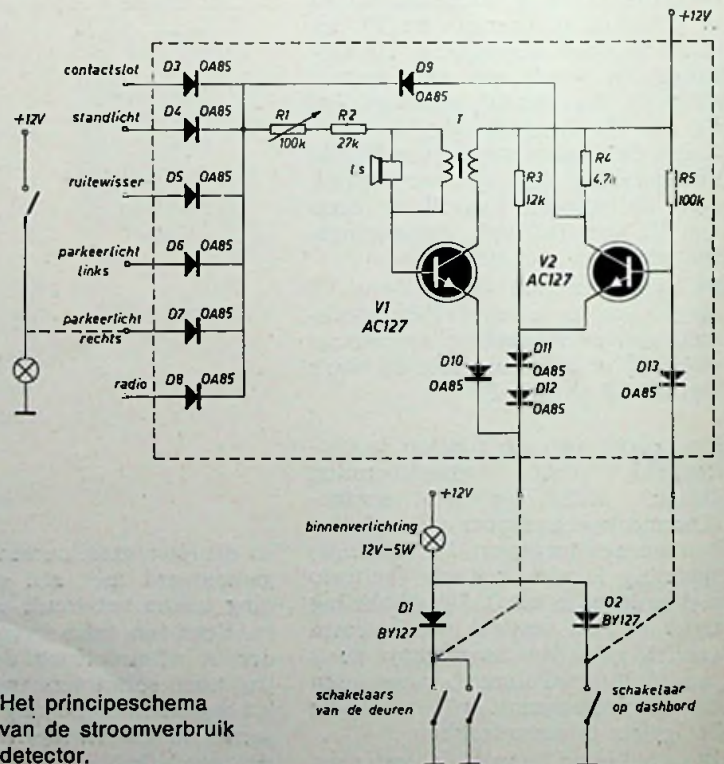 +12V
contactslot D3 OA85
D9
OA85
+12V
standlicht D4 OA85
R1
100k
R2
27k
T
ls
ruitewisser D5 OA85
R3
12k
R4
R5
100k
parkeerlicht
links
D6 OA85
V1
AC127
V2
AC127
parkeerlicht
rechts
D7 OA85
D10
OA85
D11
OA85
D12
OA85
D13
OA85
radio D8 OA85
+12V
binnenverlichting
12V-5W
D1
BY127
D2
BY127
schakelaars
van de deuren
schakelaar
op dashbord
Het principeschema
van de stroomverbruik
detector.